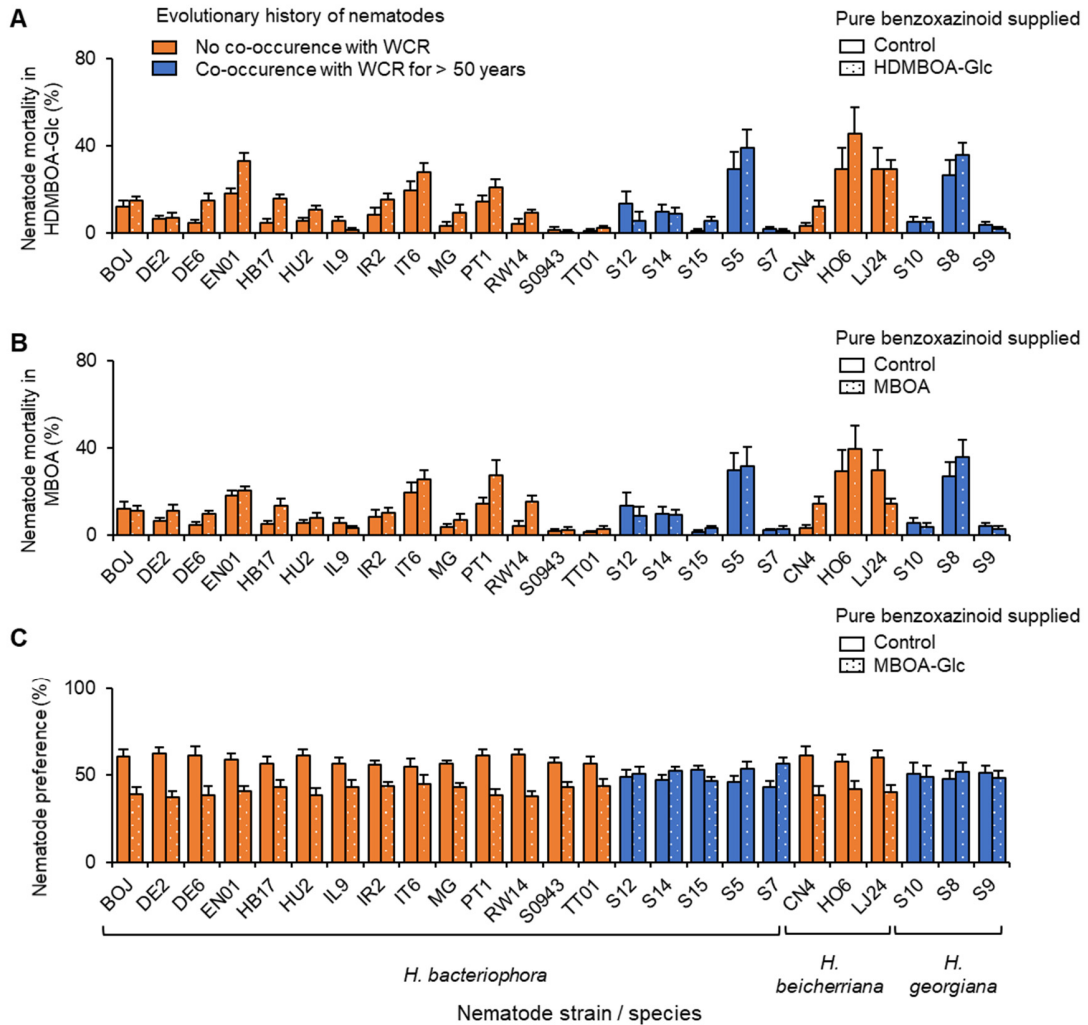 A
Evolutionary history of nematodes
No co-occurence with WCR
Co-occurence with WCR for > 50 years
Pure benzoxazinoid supplied
Control
HDMBOA-Glc
Nematode mortality in
HDMBOA-Glc (%)
80
40
0
BOJ
DE2
DE6
EN01
HB17
HU2
IL9
IR2
IT6
MG
PT1
RW14
S0943
TT01
S12
S14
S15
S5
S7
CN4
HO6
LJ24
S10
S8
S9
B
Pure benzoxazinoid supplied
Control
MBOA
Nematode mortality in
MBOA (%)
80
40
0
BOJ
DE2
DE6
EN01
HB17
HU2
IL9
IR2
IT6
MG
PT1
RW14
S0943
TT01
S12
S14
S15
S5
S7
CN4
HO6
LJ24
S10
S8
S9
C
Pure benzoxazinoid supplied
Control
MBOA-Glc
Nematode preference (%)
100
50
0
BOJ
DE2
DE6
EN01
HB17
HU2
IL9
IR2
IT6
MG
PT1
RW14
S0943
TT01
S12
S14
S15
S5
S7
CN4
HO6
LJ24
S10
S8
S9
H. bacteriophora
H.
beicherriana
H.
georgiana
Nematode strain / species